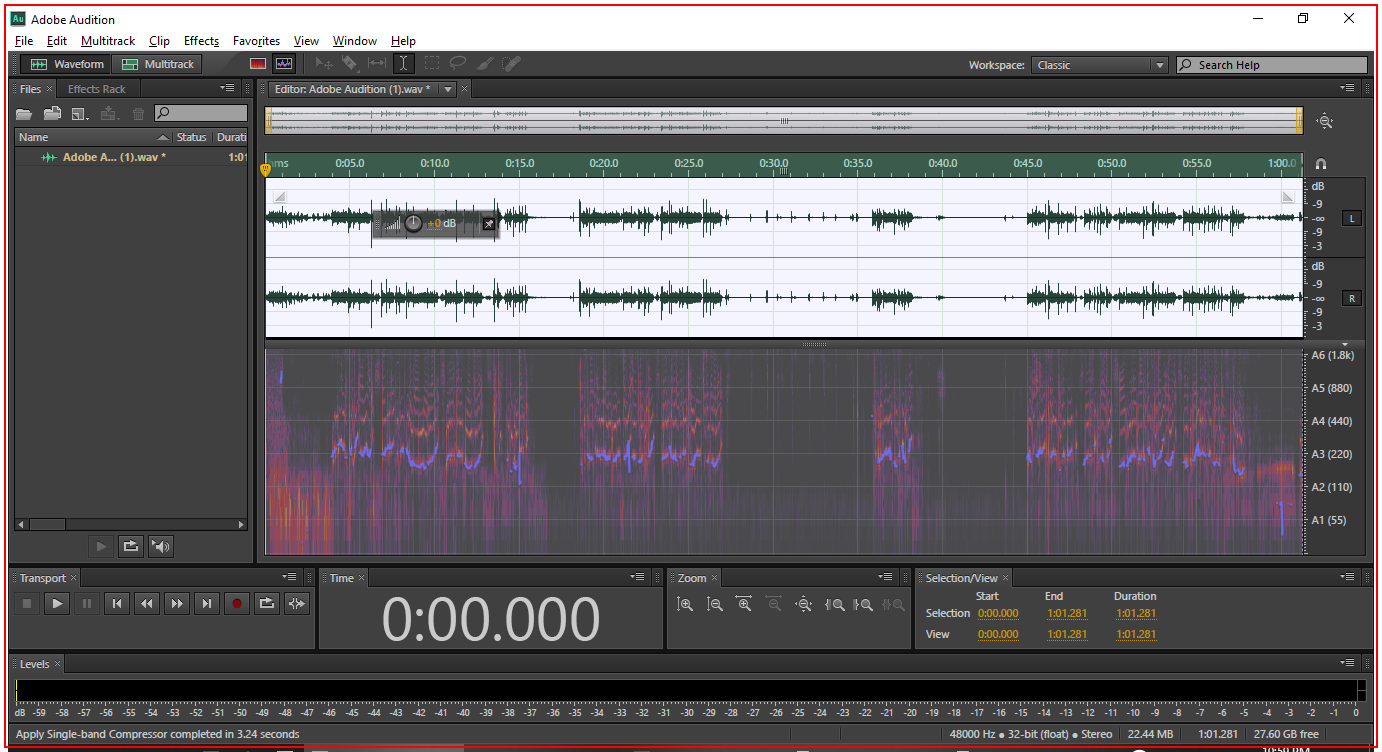 Au Adobe Audition
File Edit Multitrack Clip Effects Favorites View Window Help
Waveform Multitrack Workspace: Classic Search Help
Files × Effects Rack
Editor: Adobe Audition (1).wav * ×
Name Status Durati
Adobe A... (1).wav * 1:01
hms 0:05.0 0:10.0 0:15.0 0:20.0 0:25.0 0:30.0 0:35.0 0:40.0 0:45.0 0:50.0 0:55.0 1:00.0
+0 dB
dB
-9
-∞
-9
-3
L
dB
-9
-∞
-9
-3
R
A6 (1.8k)
A5 (880)
A4 (440)
A3 (220)
A2 (110)
A1 (55)
Transport × Time × Zoom × Selection/View ×
0:00.000
Start End Duration
Selection 0:00.000 1:01.281 1:01.281
View 0:00.000 1:01.281 1:01.281
Levels ×
dB -59 -58 -57 -56 -55 -54 -53 -52 -51 -50 -49 -48 -47 -46 -45 -44 -43 -42 -41 -40 -39 -38 -37 -36 -35 -34 -33 -32 -31 -30 -29 -28 -27 -26 -25 -24 -23 -22 -21 -20 -19 -18 -17 -16 -15 -14 -13 -12 -11 -10 -9 -8 -7 -6 -5 -4 -3 -2 -1 0
Apply Single-band Compressor completed in 3.24 seconds 48000 Hz ● 32-bit (float) ● Stereo 22.44 MB 1:01.281 27.60 GB free